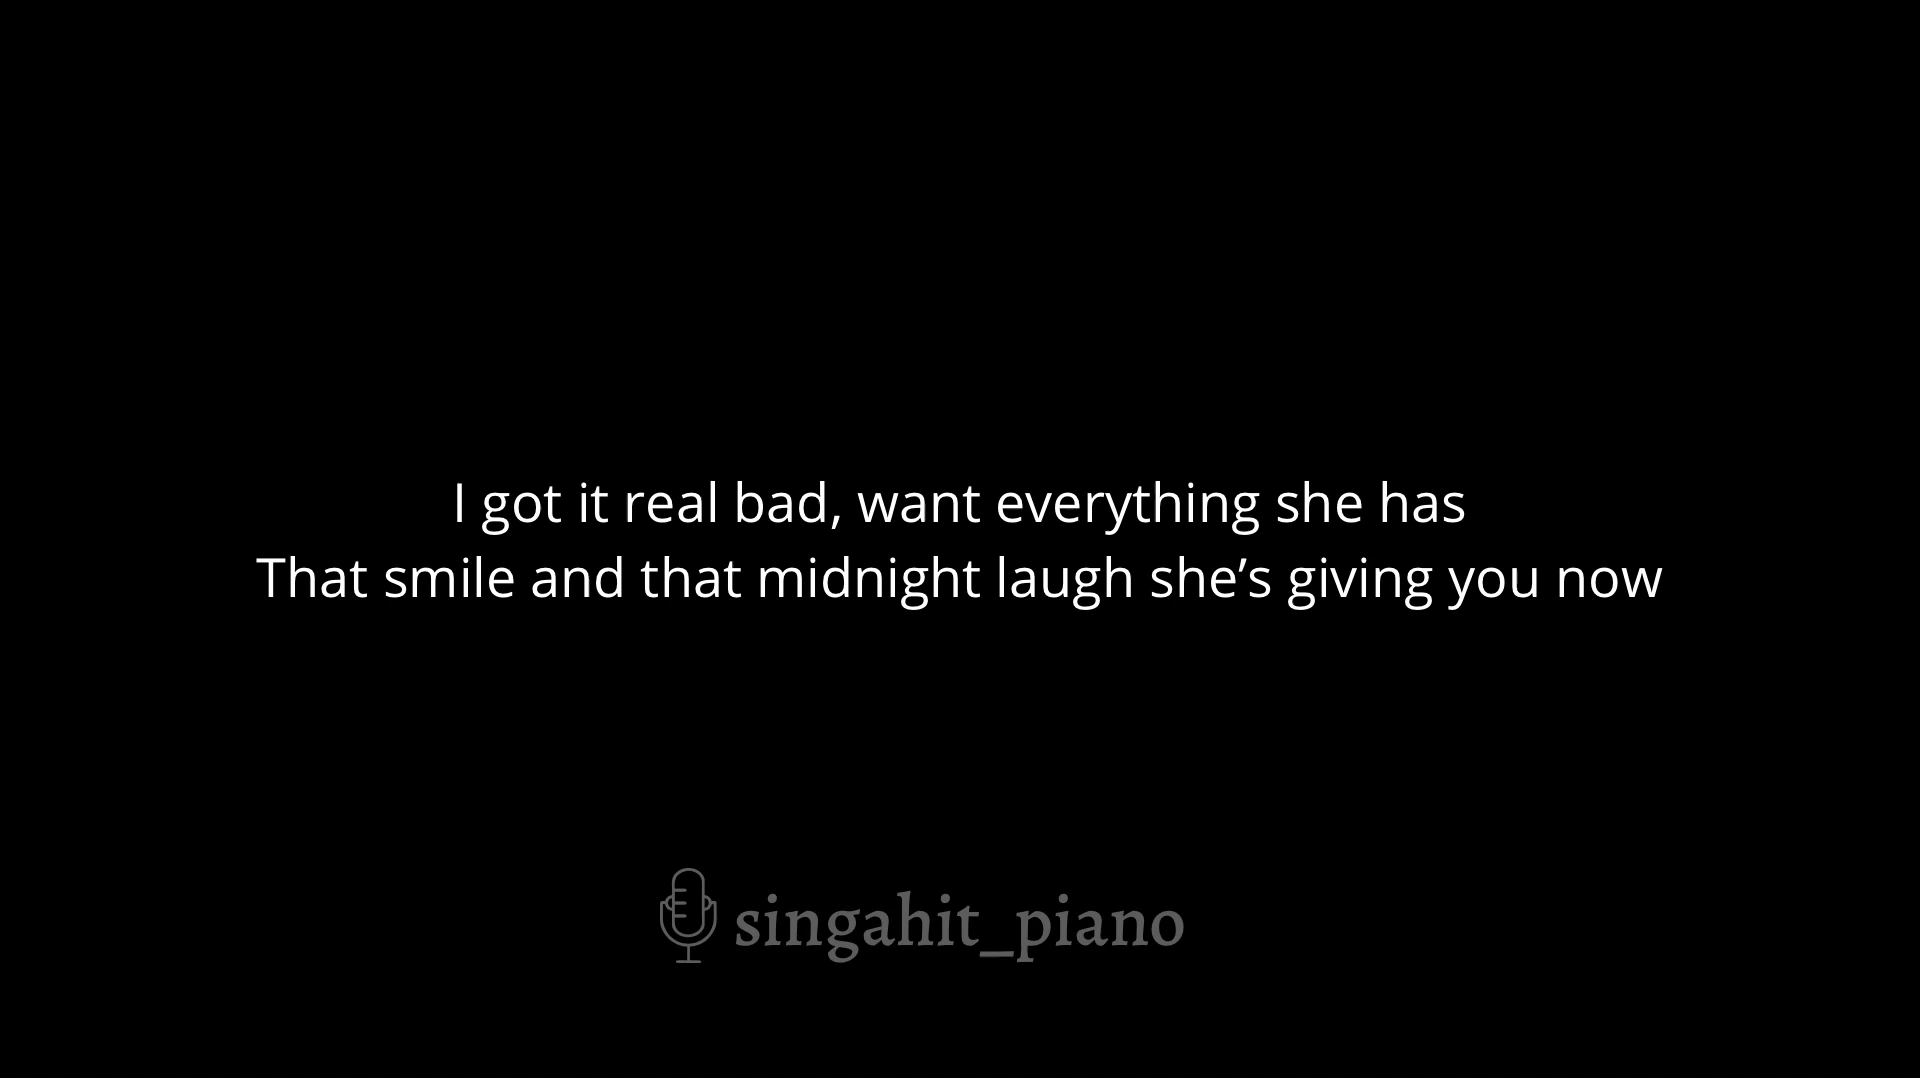 I got it real bad, want everything she has
That smile and that midnight laugh she’s giving you now
singahit_piano